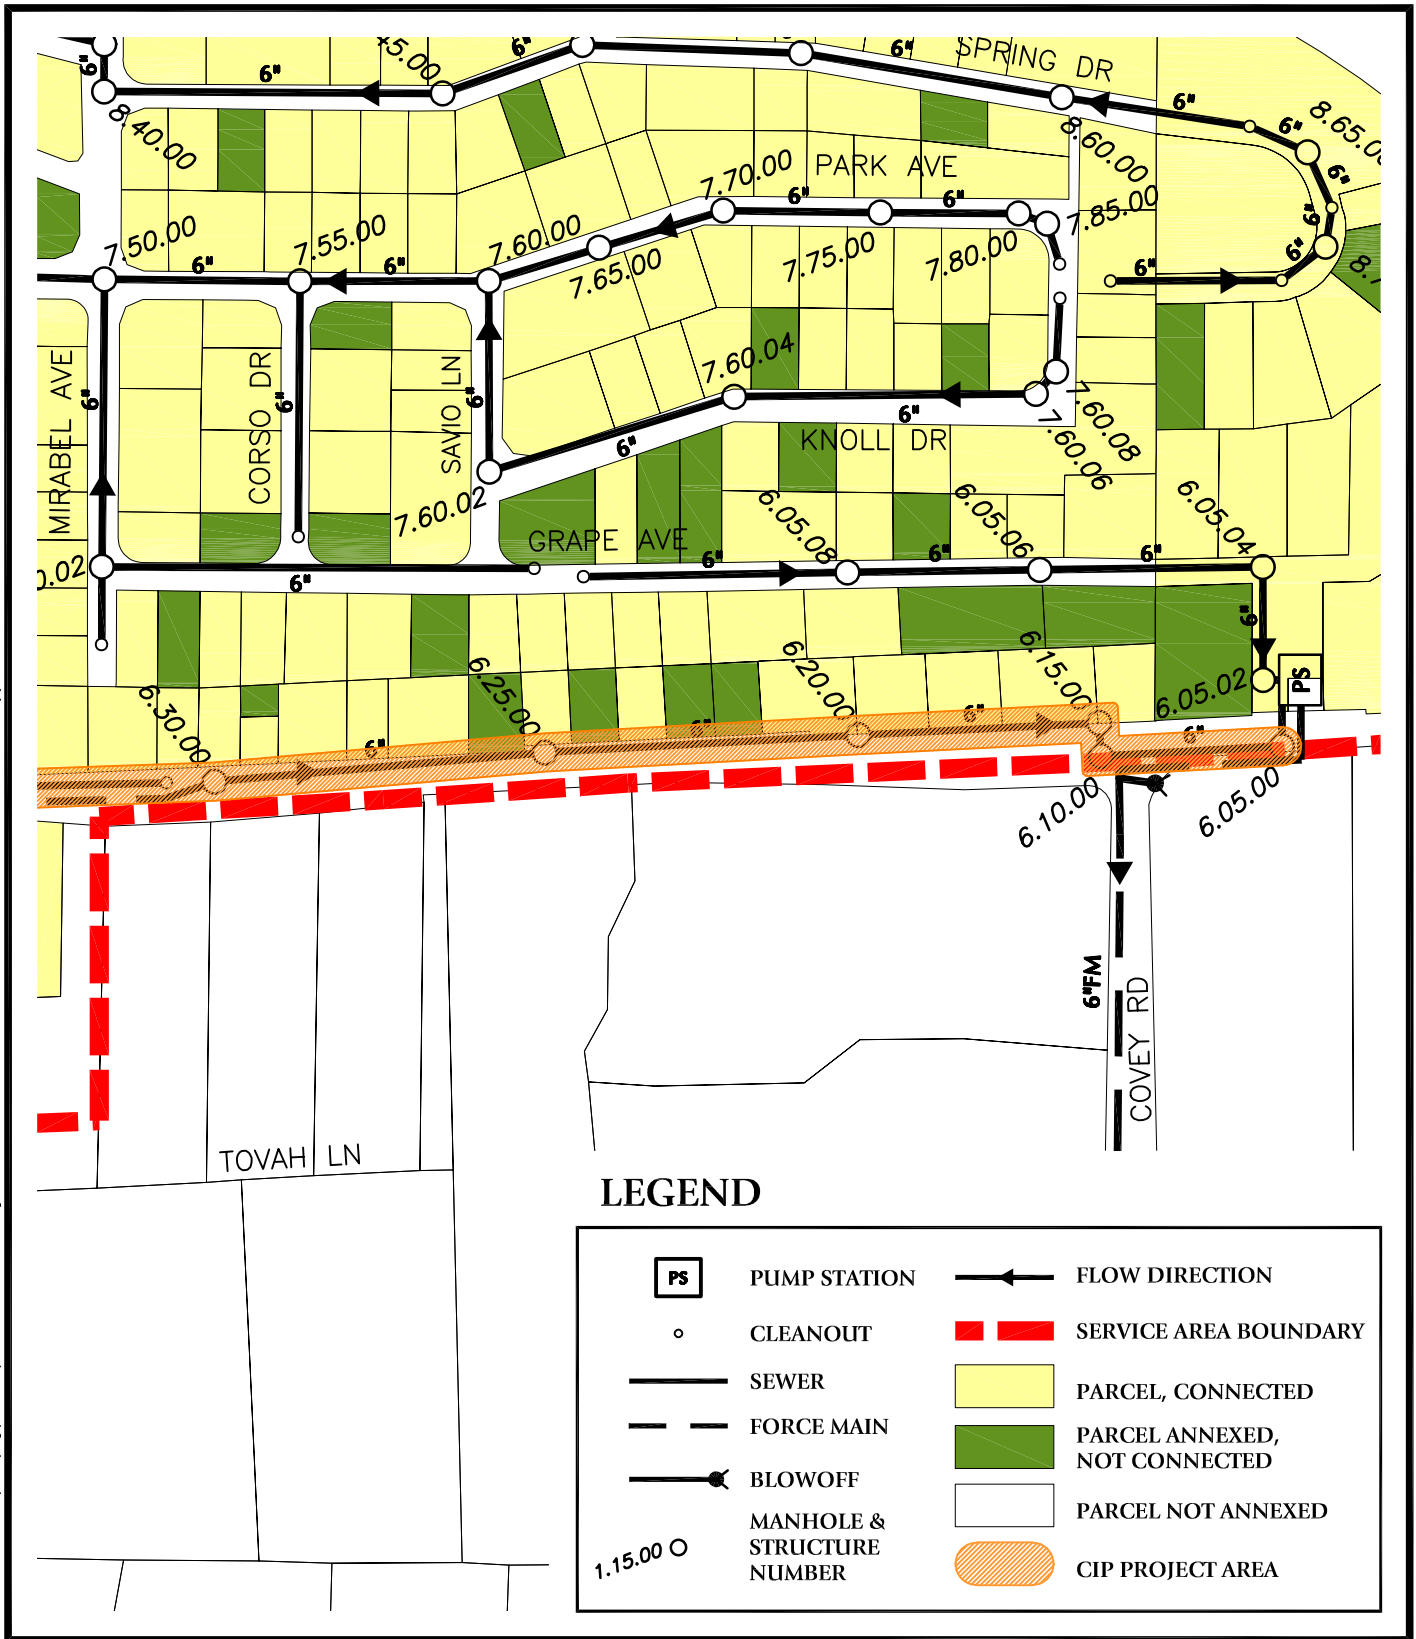 45.00
6"
6"
SPRING DR
6"
6"
6"
6"
8.65.0
8.40.00
8.60.00
6"
PARK AVE
7.70.00
6"
6"
7.85.00
6"
6"
7.50.00
7.55.00
7.60.00
7.65.00
7.75.00
7.80.00
6"
6"
6"
8.7
MIRABEL AVE
6"
CORSO DR
6"
SAVIO LN
6"
7.60.04
6"
7.60.08
7.60.06
KNOLL DR
6"
7.60.02
GRAPE AVE
6.05.08
6.05.06
6.05.04
6"
6"
6"
0.02
6"
6"
PS
6.30.00
6.25.00
6.20.00
6.15.00
6.05.02
6"
6"
6"
6"
6.10.00
6.05.00
6"FM
COVEY RD
TOVAH LN
LEGEND
PS PUMP STATION
CLEANOUT
SEWER
FORCE MAIN
BLOWOFF
1.15.00
MANHOLE &
STRUCTURE
NUMBER
FLOW DIRECTION
SERVICE AREA BOUNDARY
PARCEL, CONNECTED
PARCEL ANNEXED,
NOT CONNECTED
PARCEL NOT ANNEXED
CIP PROJECT AREA